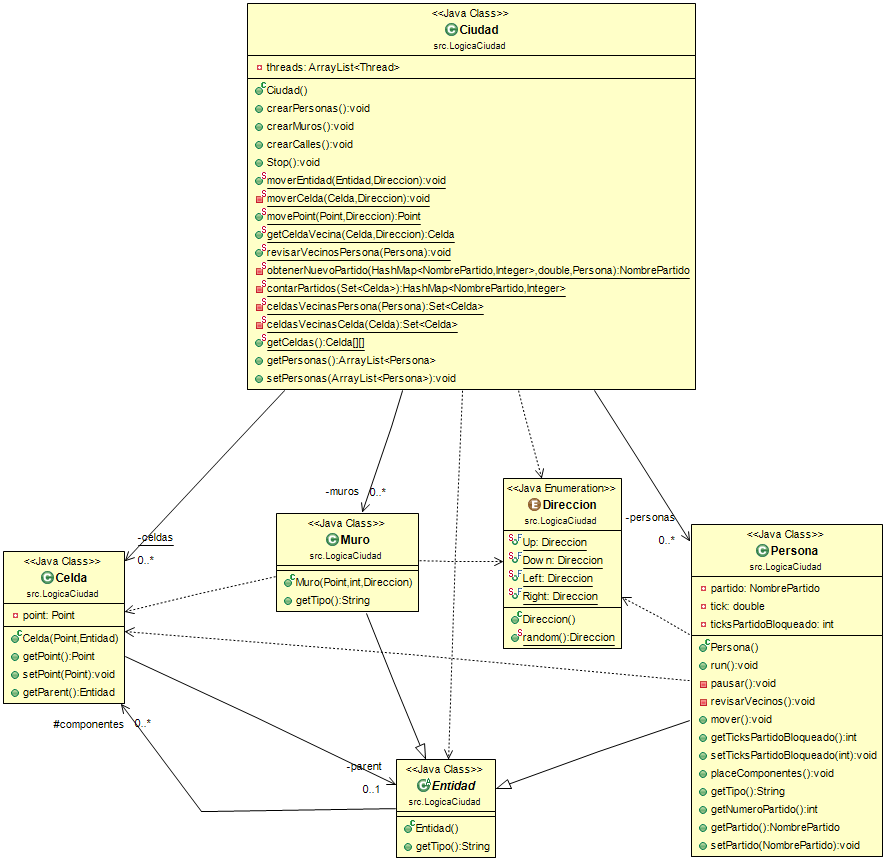 <<Java Class>>
Ciudad
src.LogicaCiudad
threads: ArrayList<Thread>
Ciudad()
crearPersonas():void
crearMuros():void
crearCalles():void
Stop():void
moverEntidad(Entidad,Direccion):void
moverCelda(Celda,Direccion):void
movePoint(Point,Direccion):Point
getCeldaVecina(Celda,Direccion):Celda
revisarVecinosPersona(Persona):void
obtenerNuevoPartido(HashMap<NombrePartido,Integer>,double,Persona):NombrePartido
contarPartidos(Set<Celda>):HashMap<NombrePartido,Integer>
celdasVecinasPersona(Persona):Set<Celda>
celdasVecinasCelda(Celda):Set<Celda>
getCeldas():Celda[][]
getPersonas():ArrayList<Persona>
setPersonas(ArrayList<Persona>):void
-celdas
0..*
-muros 0..*
-personas
0..*
<<Java Class>>
Celda
src.LogicaCiudad
point: Point
Celda(Point,Entidad)
getPoint():Point
setPoint(Point):void
getParent():Entidad
<<Java Class>>
Muro
src.LogicaCiudad
Muro(Point,int,Direccion)
getTipo():String
<<Java Enumeration>>
Direccion
src.LogicaCiudad
Up: Direccion
Down: Direccion
Left: Direccion
Right: Direccion
Direccion()
random():Direccion
<<Java Class>>
Persona
src.LogicaCiudad
partido: NombrePartido
tick: double
ticksPartidoBloqueado: int
Persona()
run():void
pausar():void
revisarVecinos():void
mover():void
getTicksPartidoBloqueado():int
setTicksPartidoBloqueado(int):void
placeComponentes():void
getTipo():String
getNumeroPartido():int
getPartido():NombrePartido
setPartido(NombrePartido):void
#componentes 0..*
-parent
0..1
<<Java Class>>
Entidad
src.LogicaCiudad
Entidad()
getTipo():String